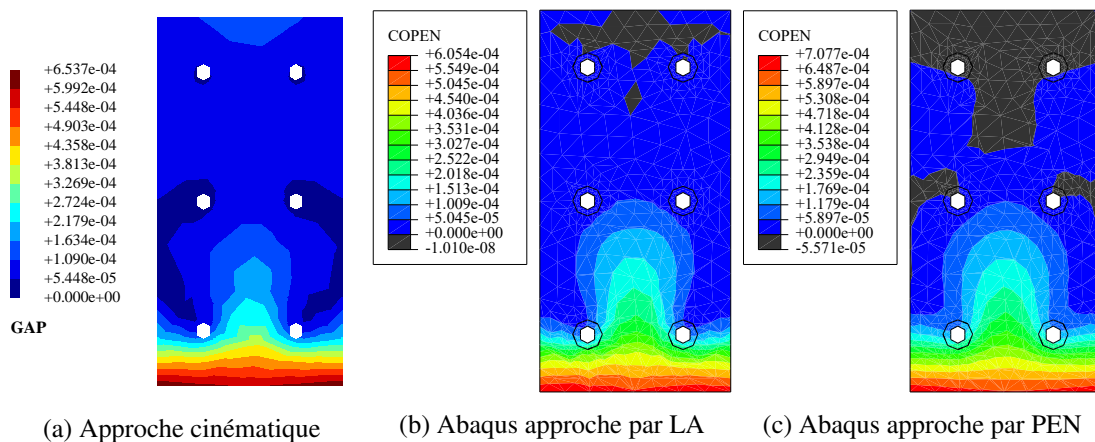 +6.537e-04
+5.992e-04
+5.448e-04
+4.903e-04
+4.358e-04
+3.813e-04
+3.269e-04
+2.724e-04
+2.179e-04
+1.634e-04
+1.090e-04
+5.448e-05
+0.000e+00
GAP
(a) Approche cinématique
COPEN
+6.054e-04
+5.549e-04
+5.045e-04
+4.540e-04
+4.036e-04
+3.531e-04
+3.027e-04
+2.522e-04
+2.018e-04
+1.513e-04
+1.009e-04
+5.045e-05
+0.000e+00
-1.010e-08
(b) Abaqus approche par LA
COPEN
+7.077e-04
+6.487e-04
+5.897e-04
+5.308e-04
+4.718e-04
+4.128e-04
+3.538e-04
+2.949e-04
+2.359e-04
+1.769e-04
+1.179e-04
+5.897e-05
+0.000e+00
-5.571e-05
(c) Abaqus approche par PEN